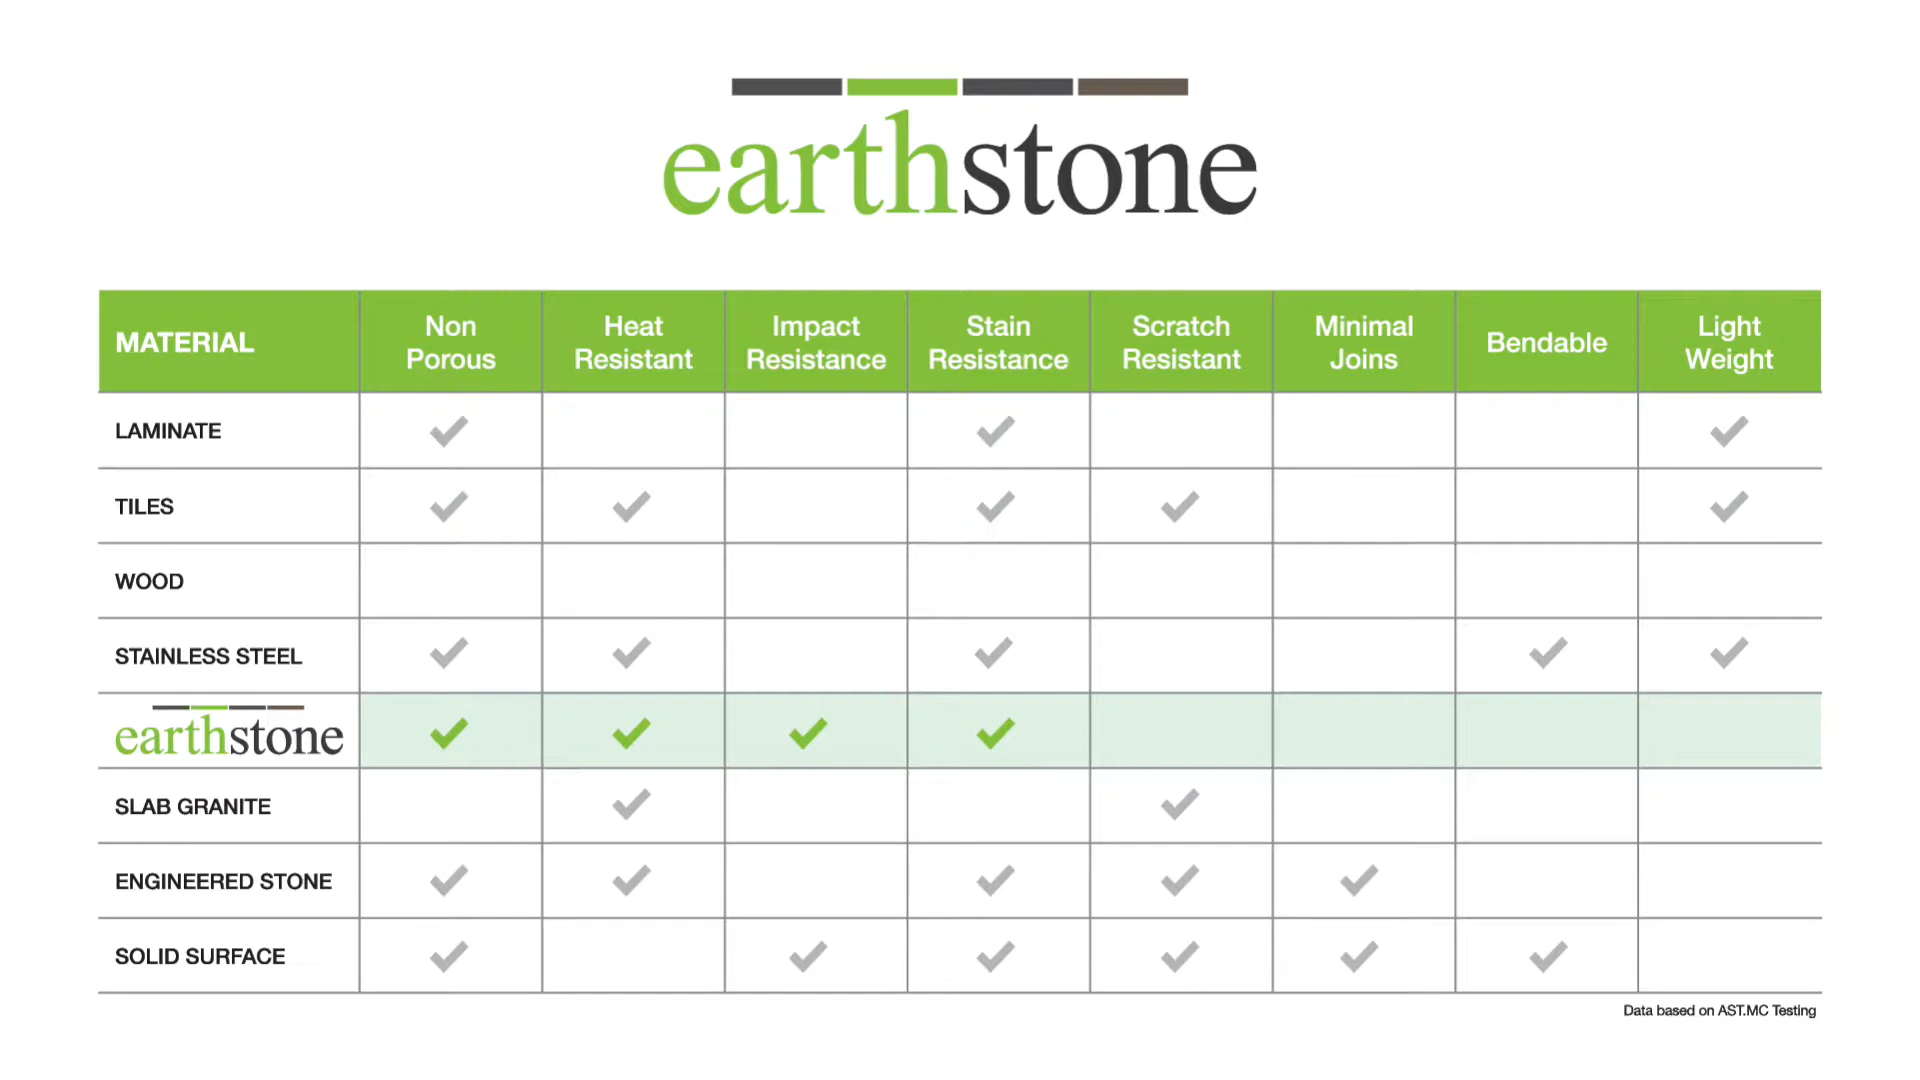 earthstone
MATERIAL
Non
Porous
Heat
Resistant
Impact
Resistance
Stain
Resistance
Scratch
Resistant
Minimal
Joins
Bendable
Light
Weight
LAMINATE
TILES
WOOD
STAINLESS STEEL
earthstone
SLAB GRANITE
ENGINEERED STONE
SOLID SURFACE
Data based on AST.MC Testing